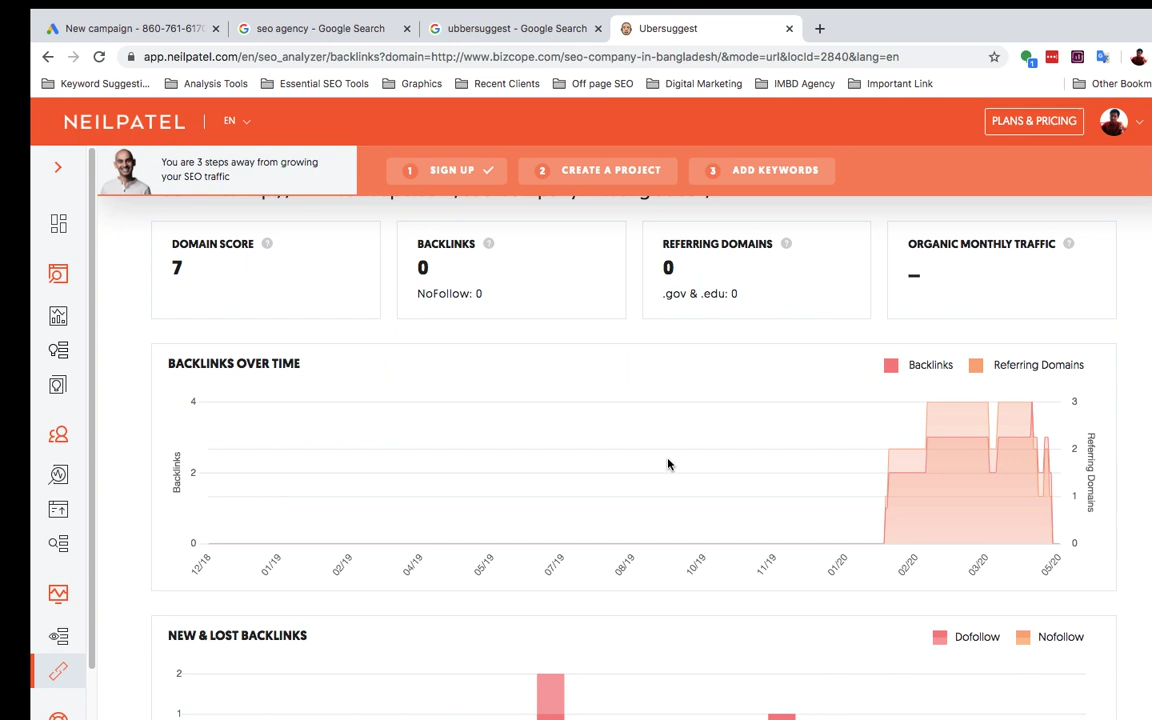 New campaign - 860-761-617
seo agency - Google Search
ubbersuggest - Google Search
Ubersuggest
app.neilpatel.com/en/seo_analyzer/backlinks?domain=http://www.bizcope.com/seo-company-in-bangladesh/&mode=url&locId=2840&lang=en
1
Keyword Suggesti...
Analysis Tools
Essential SEO Tools
Graphics
Recent Clients
Off page SEO
Digital Marketing
IMBD Agency
Important Link
Other Bookm
NEILPATEL
EN
PLANS & PRICING
You are 3 steps away from growing
your SEO traffic
1 SIGN UP
2 CREATE A PROJECT
3 ADD KEYWORDS
DOMAIN SCORE ?
7
BACKLINKS ?
0
NoFollow: 0
REFERRING DOMAINS ?
0
.gov & .edu: 0
ORGANIC MONTHLY TRAFFIC ?
–
BACKLINKS OVER TIME
Backlinks
Referring Domains
4
2
0
Backlinks
3
2
1
0
Referring Domains
12/18
01/19
02/19
04/19
05/19
07/19
08/19
10/19
11/19
01/20
02/20
03/20
05/20
NEW & LOST BACKLINKS
Dofollow
Nofollow
2
1